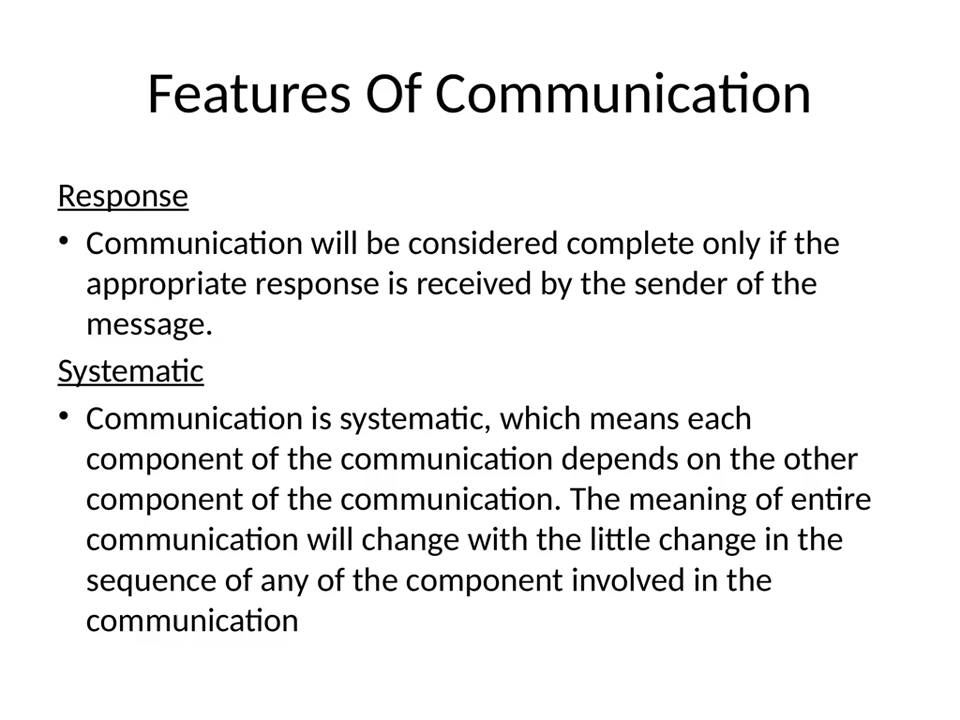 Features Of Communication
Response
• Communication will be considered complete only if the
appropriate response is received by the sender of the
message.
Systematic
• Communication is systematic, which means each
component of the communication depends on the other
component of the communication. The meaning of entire
communication will change with the little change in the
sequence of any of the component involved in the
communication